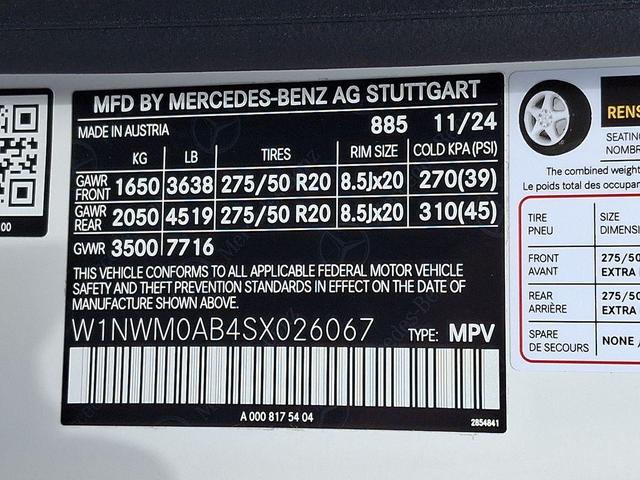 MFD BY MERCEDES-BENZ AG STUTTGART
MADE IN AUSTRIA 885 11/24
KG LB TIRES RIM SIZE COLD KPA(PSI)
GAWR FRONT 1650 3638 275/50 R20 8.5Jx20 270(39)
GAWR REAR 2050 4519 275/50 R20 8.5Jx20 310(45)
GWR 3500 7716
THIS VEHICLE CONFORMS TO ALL APPLICABLE FEDERAL MOTOR VEHICLE
SAFETY AND THEFT PREVENTION STANDARDS IN EFFECT ON THE DATE OF
MANUFACTURE SHOWN ABOVE.
W1NWM0AB4SX026067 TYPE: MPV
A 000 817 54 04
2854841
00
RENS
SEATING
NOMBR
The combined weight
Le poids total des occupan
TIRE SIZE
PNEU DIMENSI
FRONT 275/50
AVANT EXTRA
REAR 275/50
ARRIÈRE EXTRA
SPARE NONE /
DE SECOURS